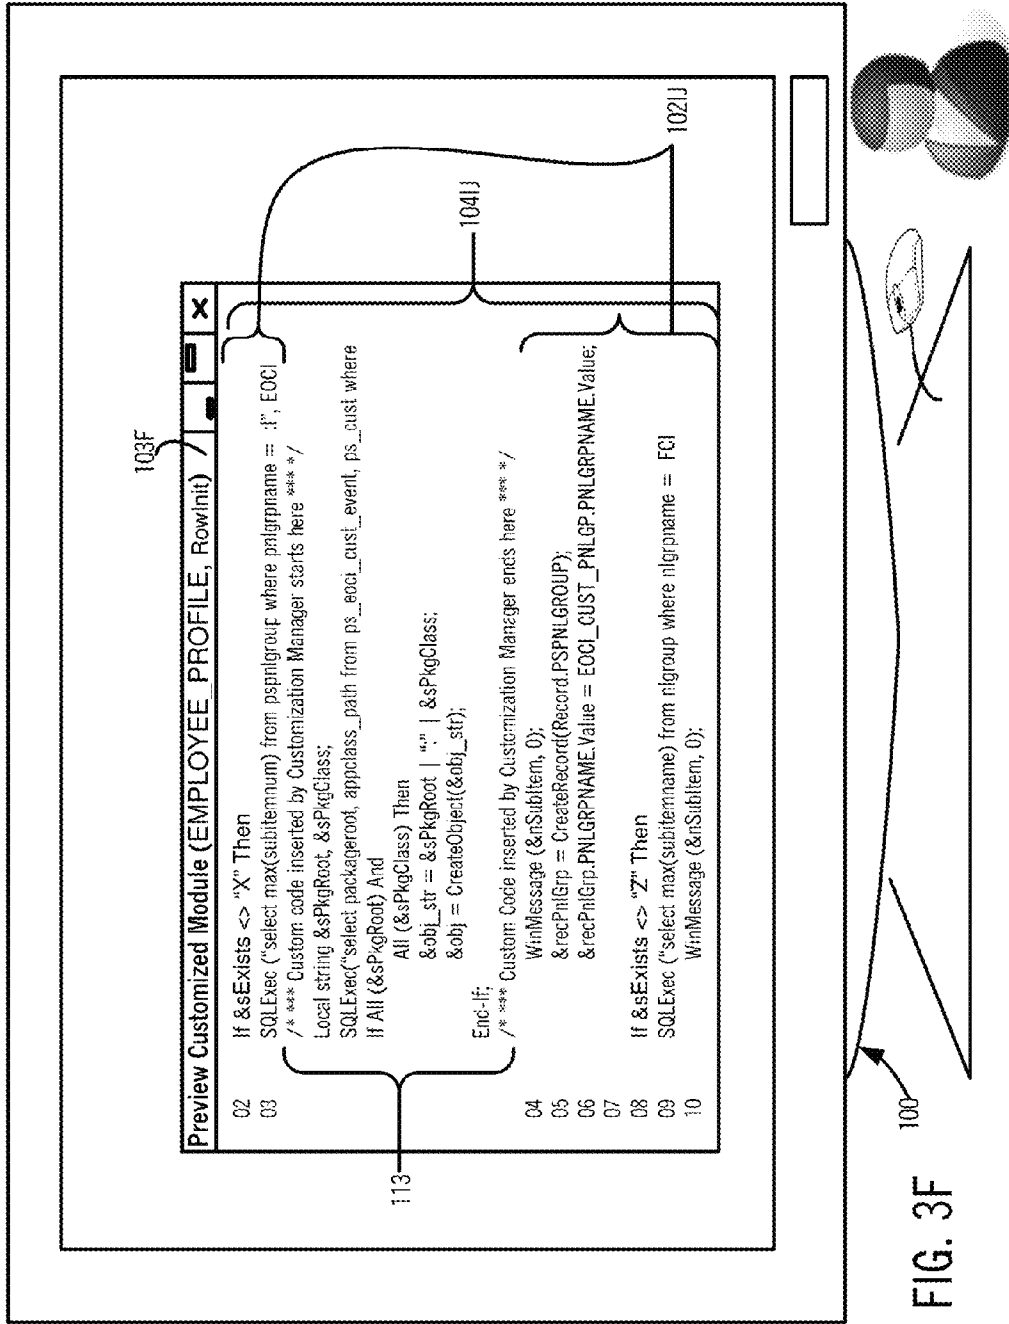 103F
Preview Customized Module (EMPLOYEE_PROFILE, RowInit)
02 If &sExists <> "X" Then
03 SQLExec ("select max(subitemnum) from pspnlgroup where pnlgrpname = :1", EOCI
/* *** Custom code inserted by Customization Manager starts here *** */
Local string &sPkgRoot, &sPkgClass;
SQLExec("select packageroot, appclass_path from ps_eoci_cust_event, ps_cust where
If All (&sPkgRoot) And
All (&sPkgClass) Then
&obj_str = &sPkgRoot | ":" | &sPkgClass;
&obj = CreateObject(&obj_str);
End-If;
/* *** Custom Code inserted by Customization Manager ends here *** */
04 WinMessage (&nSubItem, 0);
05 &recPnlGrp = CreateRecord(Record.PSPNLGROUP);
06 &recPnlGrp.PNLGRPNAME.Value = EOCI_CUST_PNLGP.PNLGRPNAME.Value;
07
08 If &sExists <> "Z" Then
09 SQLExec ("select max(subitemname) from nlgroup where nlgrpname = FCI
10 WinMessage (&nSubItem, 0);
113
104IJ
102IJ
100
FIG. 3F